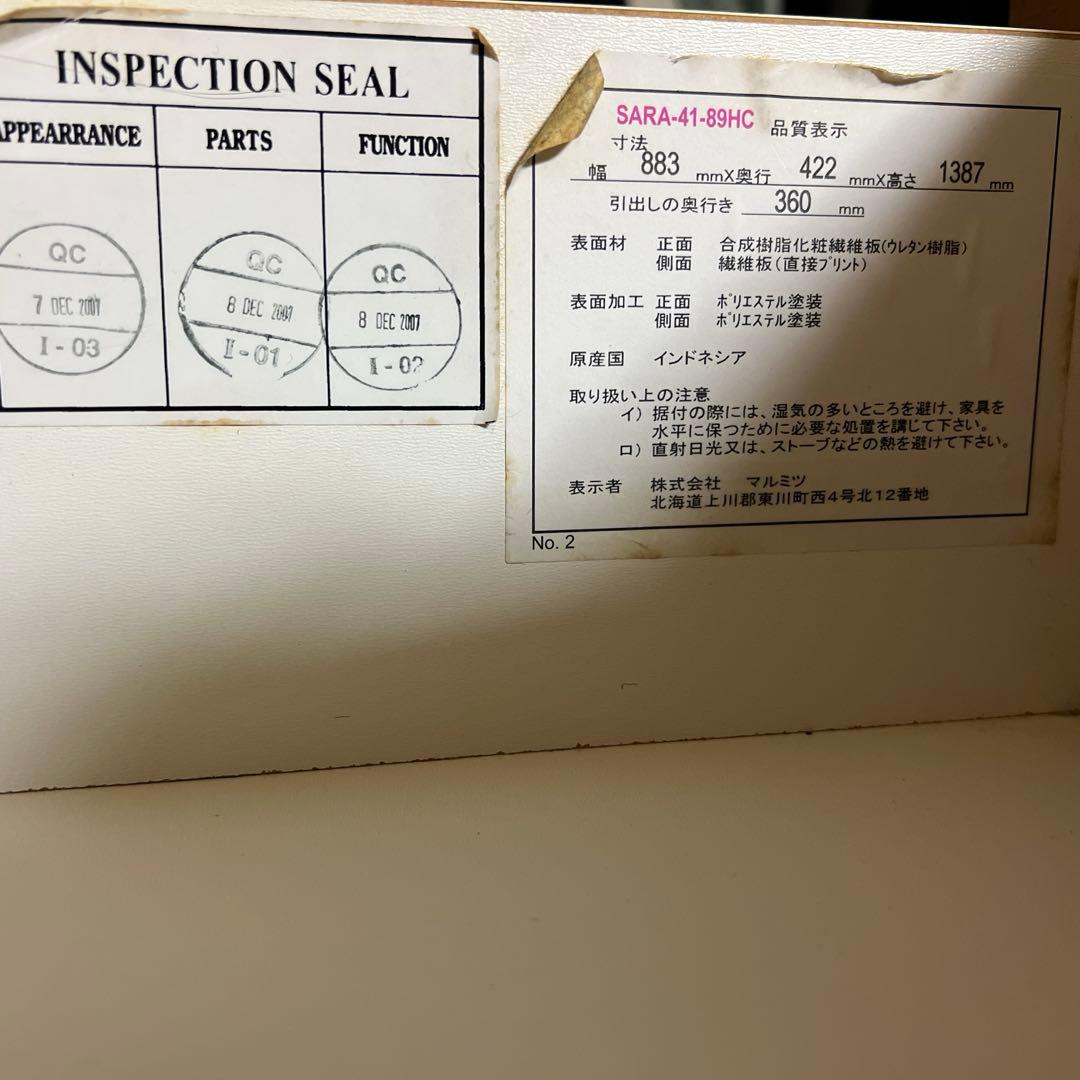 INSPECTION SEAL
APPEARRANCE PARTS FUNCTION
QC
7 DEC 2007
I-03
QC
8 DEC 2007
II-01
QC
8 DEC 2007
I-02
SARA-41-89HC 品質表示
寸法
幅 883 mmX奥行 422 mmX高さ 1387 mm
引出しの奥行き 360 mm
表面材 正面 合成樹脂化粧繊維板(ウレタン樹脂)
側面 繊維板(直接プリント)
表面加工 正面 ポリエステル塗装
側面 ポリエステル塗装
原産国 インドネシア
取り扱い上の注意
イ) 据付の際には、湿気の多いところを避け、家具を
水平に保つために必要な処置を講じて下さい。
ロ) 直射日光又は、ストーブなどの熱を避けて下さい。
表示者 株式会社 マルミツ
北海道上川郡東川町西4号北12番地
No. 2